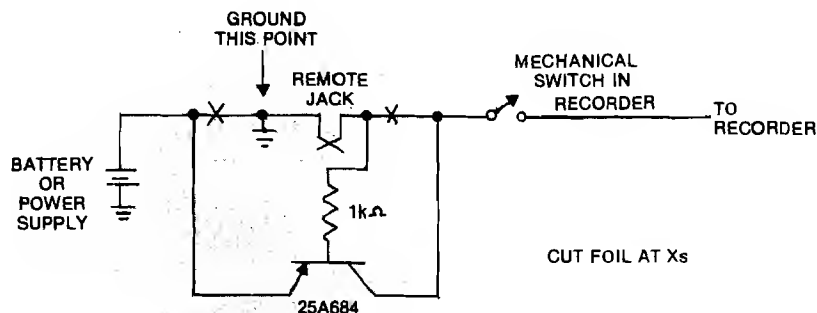 GROUND
THIS POINT
REMOTE
JACK
MECHANICAL
SWITCH IN
RECORDER
TO
RECORDER
BATTERY
OR
POWER
SUPPLY
1kΩ
CUT FOIL AT Xs
25A684